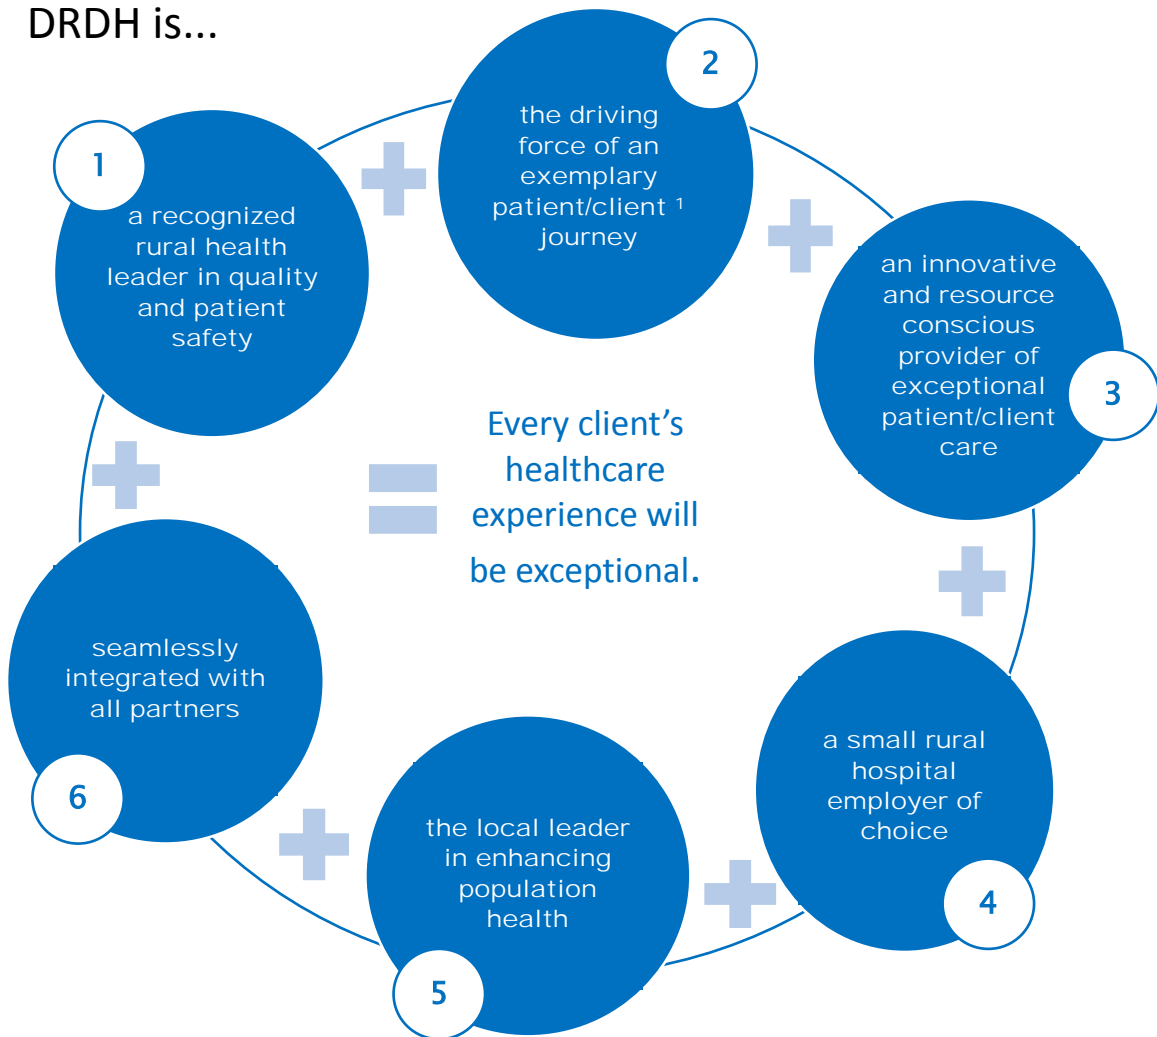 DRDH is...
1
a recognized
rural health
leader in quality
and patient
safety
2
the driving
force of an
exemplary
patient/client ¹
journey
3
an innovative
and resource
conscious
provider of
exceptional
patient/client
care
4
a small rural
hospital
employer of
choice
5
the local leader
in enhancing
population
health
6
seamlessly
integrated with
all partners
Every client’s
healthcare
experience will
be exceptional.